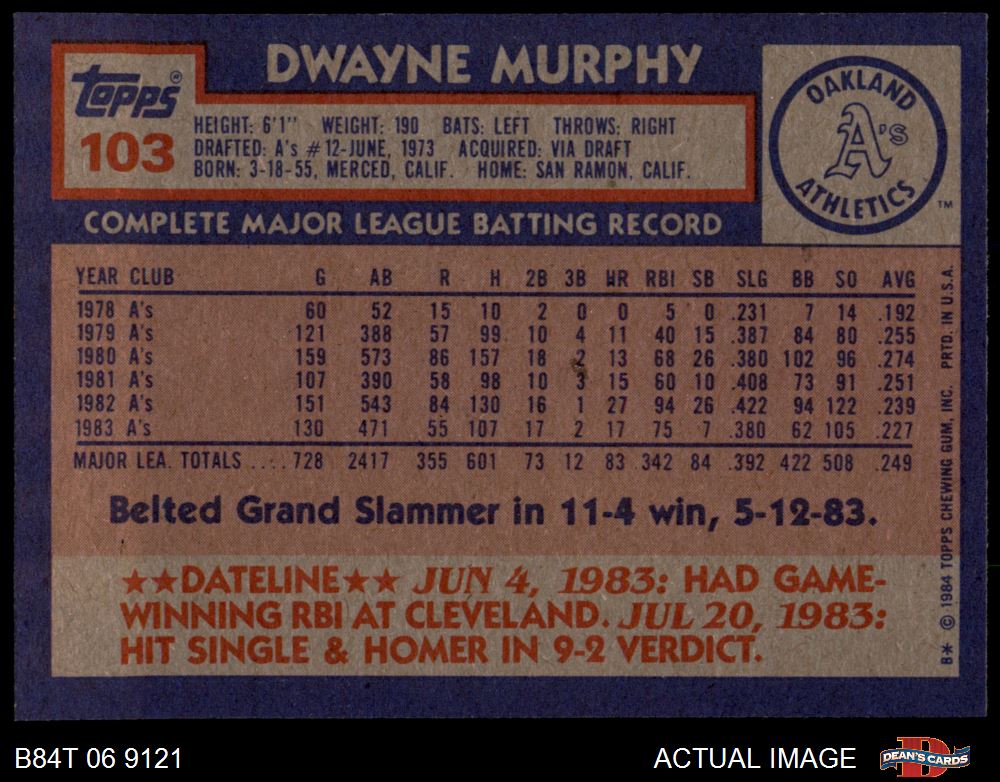 DWAYNE MURPHY
topps®
103
HEIGHT: 6'1" WEIGHT: 190 BATS: LEFT THROWS: RIGHT
DRAFTED: A's #12-JUNE, 1973 ACQUIRED: VIA DRAFT
BORN: 3-18-55, MERCED, CALIF. HOME: SAN RAMON, CALIF.
OAKLAND
A's
ATHLETICS
TM
COMPLETE MAJOR LEAGUE BATTING RECORD
YEAR CLUB G AB R H 2B 3B HR RBI SB SLG BB SO AVG
1978 A's 60 52 15 10 2 0 0 5 0 .231 7 14 .192
1979 A's 121 388 57 99 10 4 11 40 15 .387 84 80 .255
1980 A's 159 573 86 157 18 2 13 68 26 .380 102 96 .274
1981 A's 107 390 58 98 10 3 15 60 10 .408 73 91 .251
1982 A's 151 543 84 130 16 1 27 94 26 .422 94 122 .239
1983 A's 130 471 55 107 17 2 17 75 7 .380 62 105 .227
MAJOR LEA. TOTALS .... 728 2417 355 601 73 12 83 342 84 .392 422 508 .249
Belted Grand Slammer in 11-4 win, 5-12-83.
★★DATELINE★★ JUN 4, 1983: HAD GAME-
WINNING RBI AT CLEVELAND. JUL 20, 1983:
HIT SINGLE & HOMER IN 9-2 VERDICT.
B* © 1984 TOPPS CHEWING GUM, INC. PRTD. IN U.S.A.
B84T 06 9121
ACTUAL IMAGE
DEAN'S CARDS